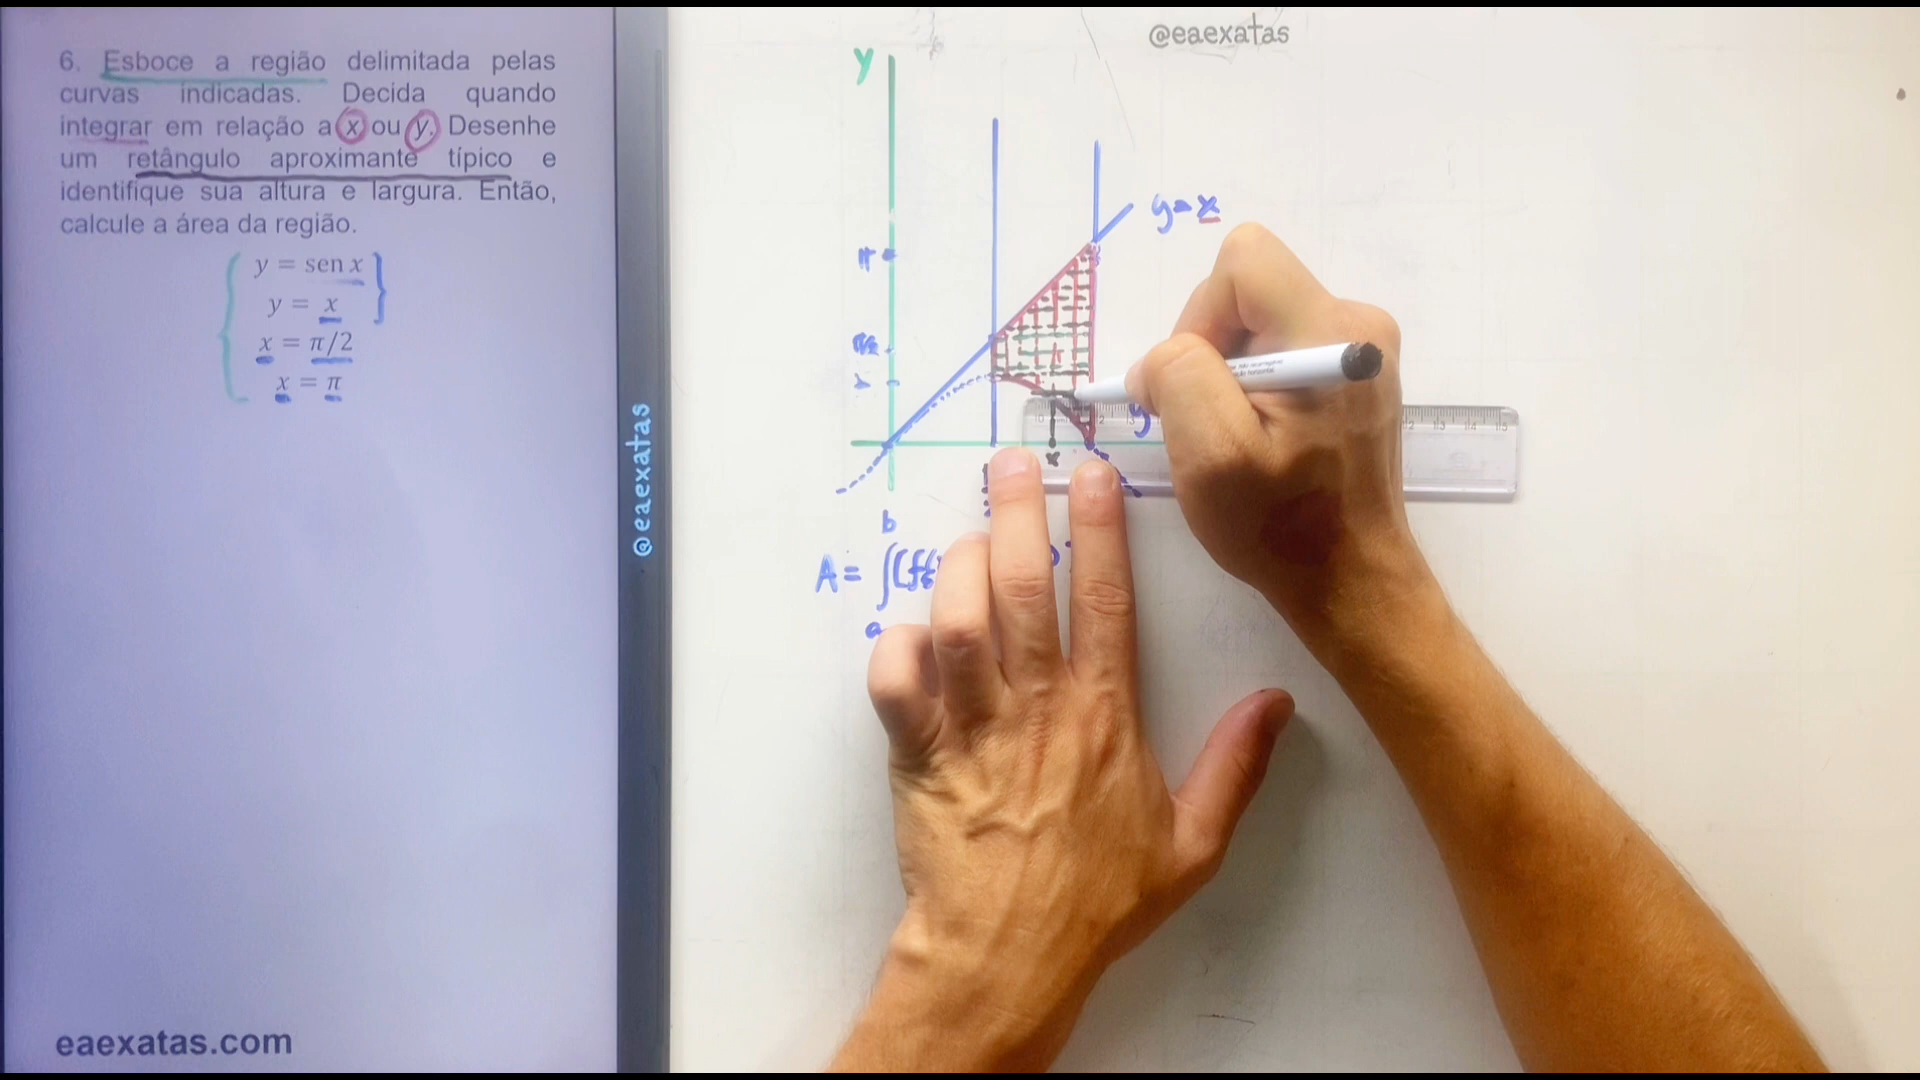 6. Esboce a região delimitada pelas
curvas indicadas. Decida quando
integrar em relação a x ou y. Desenhe
um retângulo aproximante típico e
identifique sua altura e largura. Então,
calcule a área da região.
y = sen x
y = x
x = π/2
x = π
eaexatas.com
@eaexatas
@eaexatas
y
y = x
π
π/2
y
x
b
A = ∫[f(
a